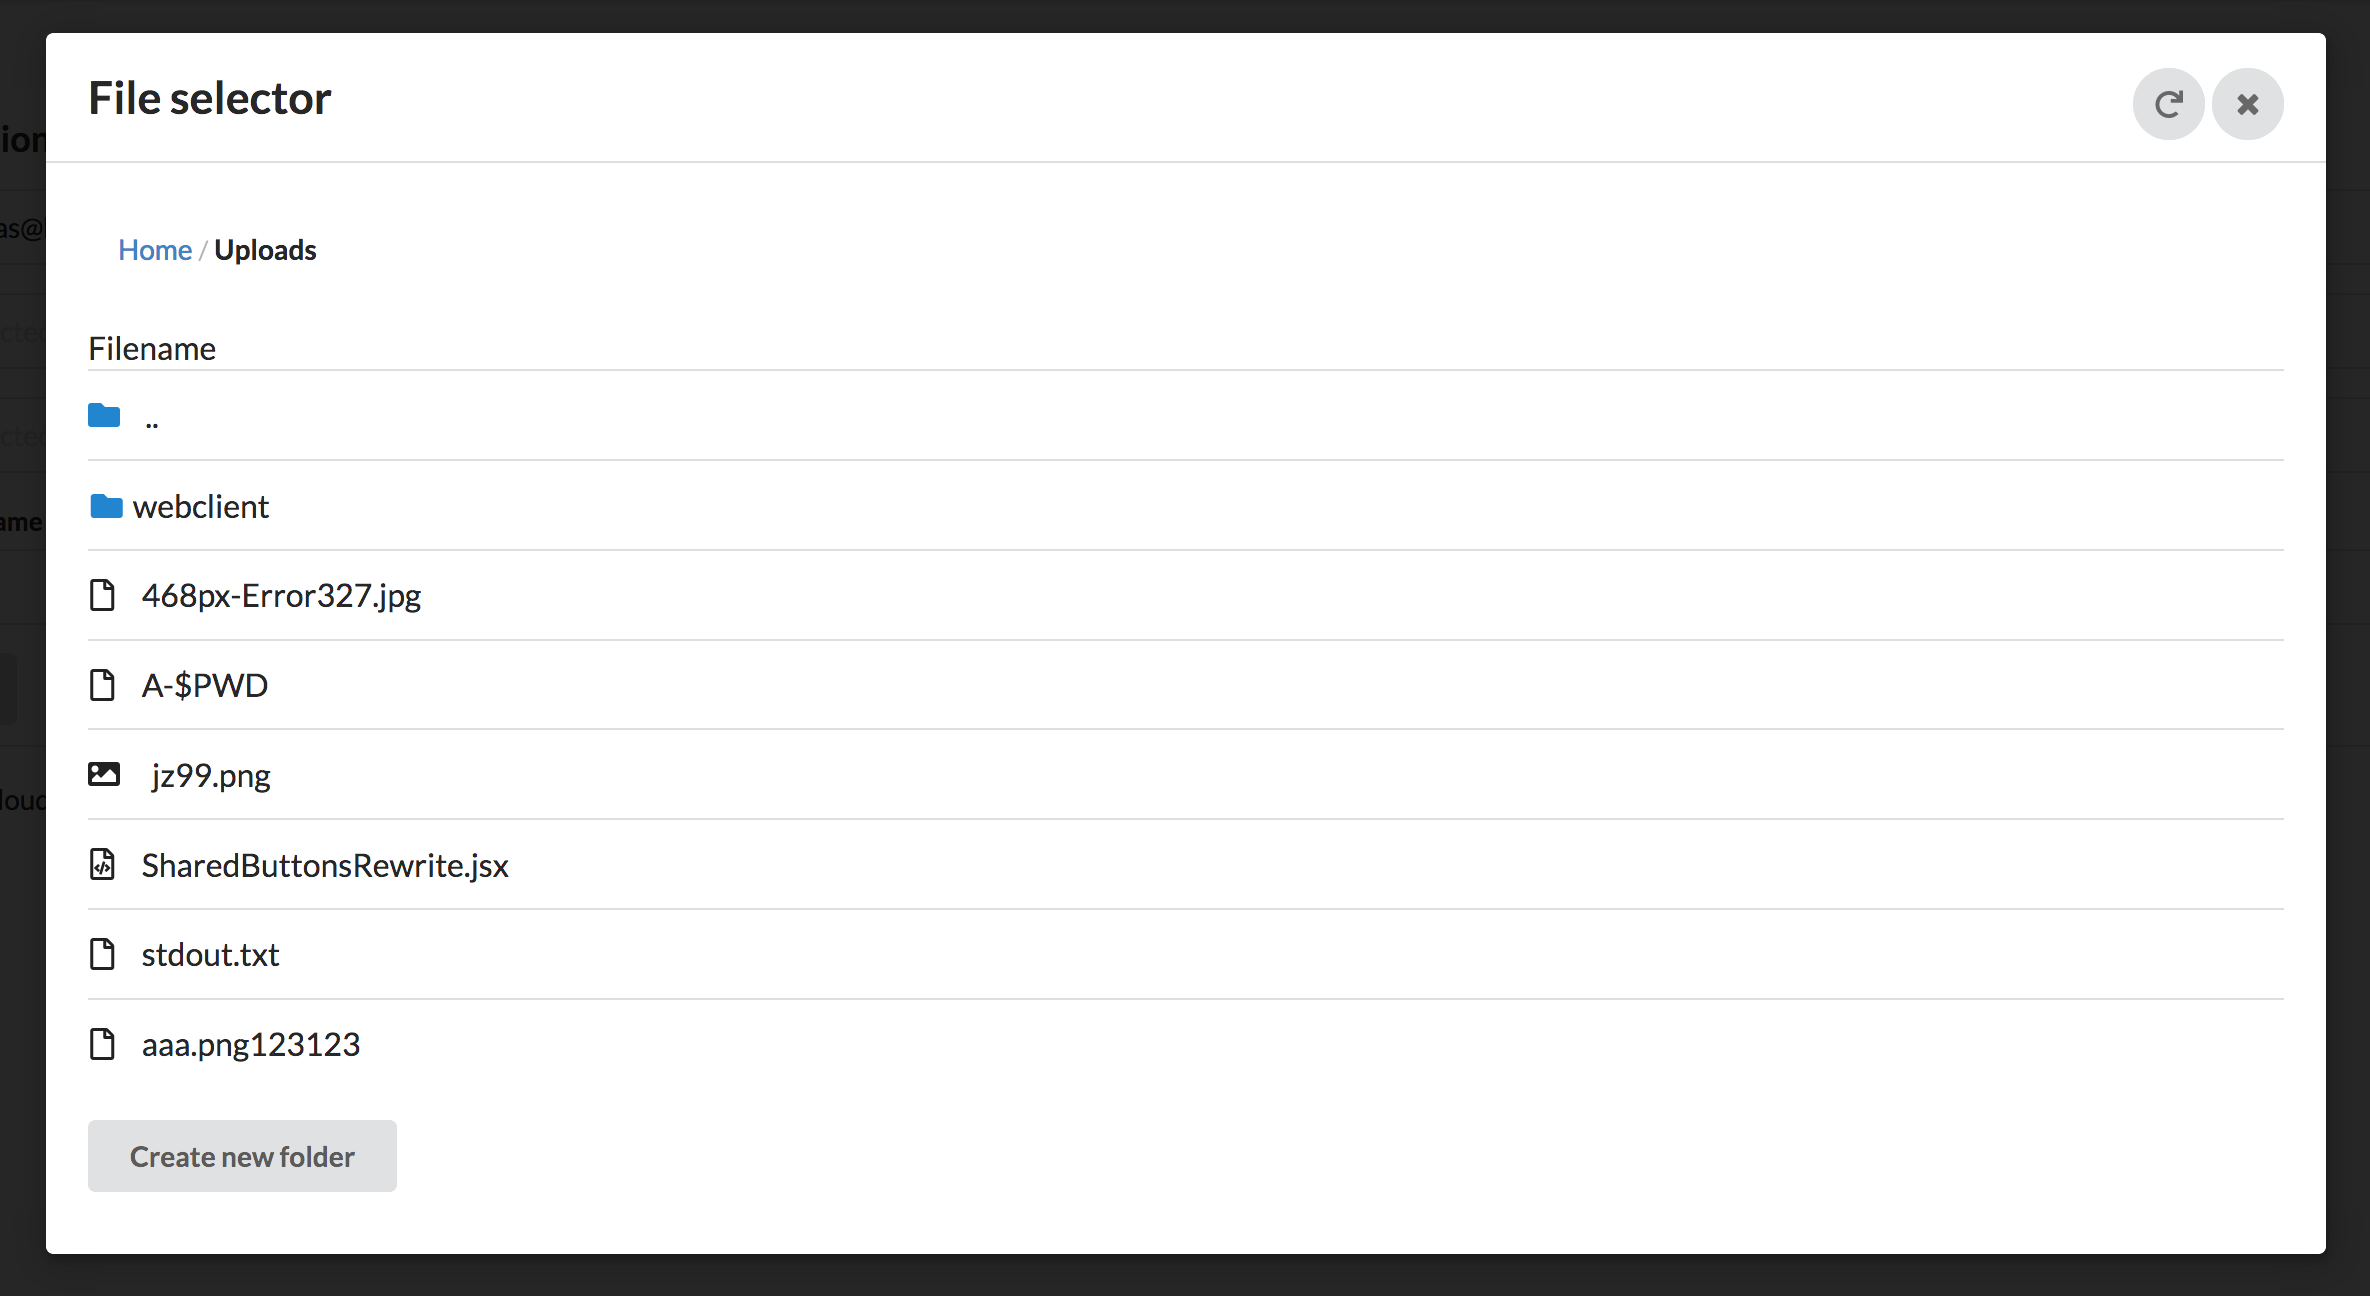 File selector
Home / Uploads
Filename
..
webclient
468px-Error327.jpg
A-$PWD
jz99.png
SharedButtonsRewrite.jsx
stdout.txt
aaa.png123123
Create new folder